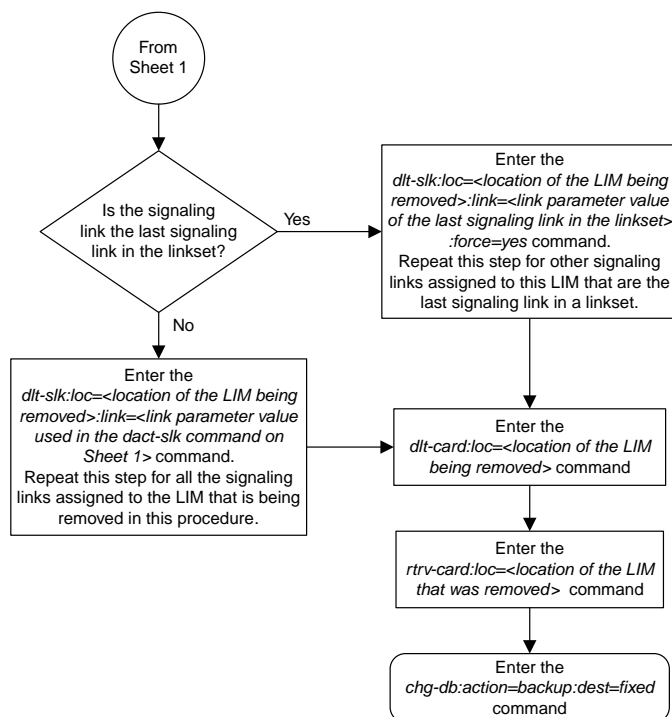 From
Sheet 1
Is the signaling
link the last signaling
link in the linkset?
Yes
No
Enter the
dlt-slk:loc=<location of the LIM being
removed>:link=<link parameter value
of the last signaling link in the linkset>
:force=yes command.
Repeat this step for other signaling
links assigned to this LIM that are the
last signaling link in a linkset.
Enter the
dlt-slk:loc=<location of the LIM being
removed>:link=<link parameter value
used in the dact-slk command on
Sheet 1> command.
Repeat this step for all the signaling
links assigned to the LIM that is being
removed in this procedure.
Enter the
dlt-card:loc=<location of the LIM
being removed> command
Enter the
rtrv-card:loc=<location of the LIM
that was removed> command
Enter the
chg-db:action=backup:dest=fixed
command